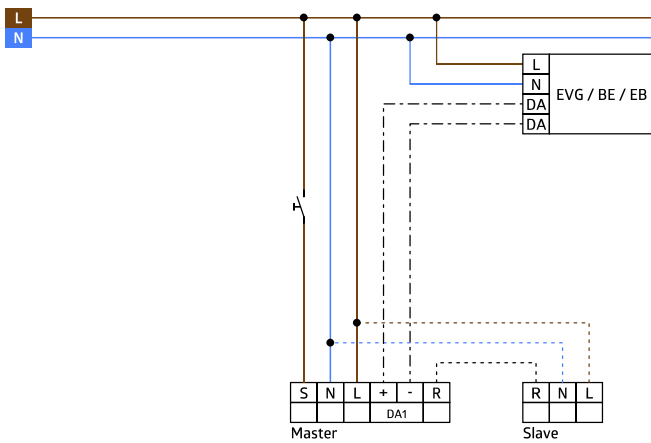 L
N
L
N
DA
DA
EVG / BE / EB
S N L + - R
DA1
Master
R N L
Slave